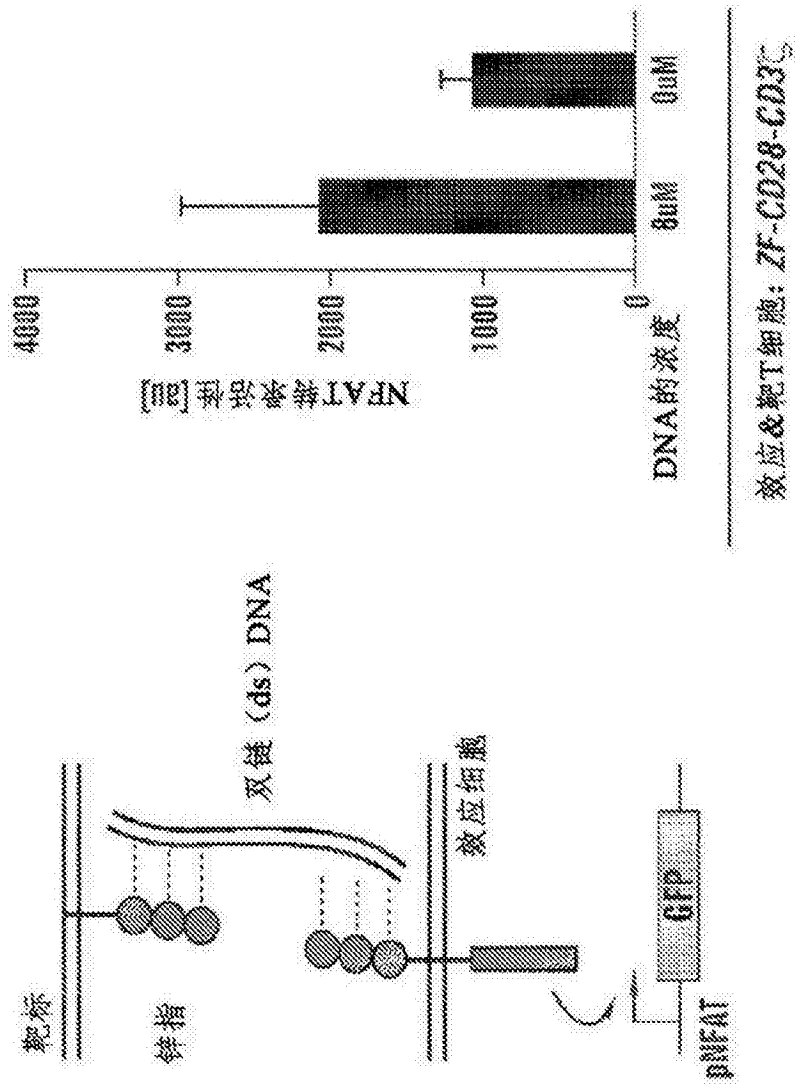 靶标
锌指
双链（ds）DNA
效应细胞
GFP
pNFAT
NFAT转录活性[au]
4000
3000
2000
1000
0
8uM
0uM
DNA的浓度
效应&靶T细胞：ZF-CD28-CD3ζ